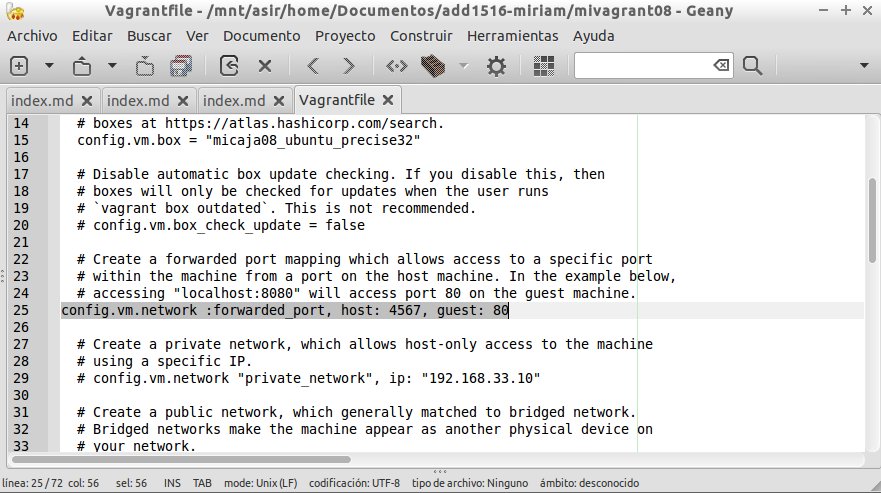 Vagrantfile - /mnt/asir/home/Documentos/add1516-miriam/mivagrant08 - Geany
Archivo Editar Buscar Ver Documento Proyecto Construir Herramientas Ayuda
index.md index.md index.md Vagrantfile
14 # boxes at https://atlas.hashicorp.com/search.
15 config.vm.box = "micaja08_ubuntu_precise32"
16
17 # Disable automatic box update checking. If you disable this, then
18 # boxes will only be checked for updates when the user runs
19 # `vagrant box outdated`. This is not recommended.
20 # config.vm.box_check_update = false
21
22 # Create a forwarded port mapping which allows access to a specific port
23 # within the machine from a port on the host machine. In the example below,
24 # accessing "localhost:8080" will access port 80 on the guest machine.
25 config.vm.network :forwarded_port, host: 4567, guest: 80
26
27 # Create a private network, which allows host-only access to the machine
28 # using a specific IP.
29 # config.vm.network "private_network", ip: "192.168.33.10"
30
31 # Create a public network, which generally matched to bridged network.
32 # Bridged networks make the machine appear as another physical device on
33 # your network.
línea: 25 / 72 col: 56 sel: 56 INS TAB modo: Unix (LF) codificación: UTF-8 tipo de archivo: Ninguno ámbito: desconocido